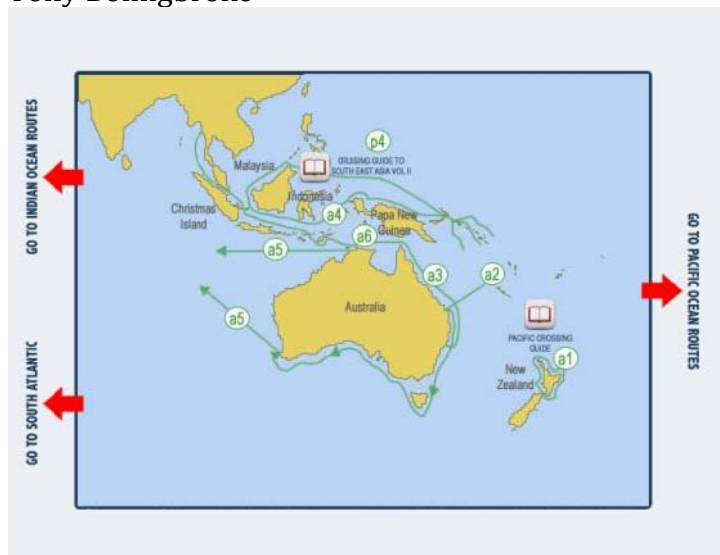 GO TO INDIAN OCEAN ROUTES
GO TO SOUTH ATLANTIC
p4
CRUISING GUIDE TO
SOUTH EAST ASIA VOL II
Malaysia
Indonesia
Christmas
Island
a4
Papa New
Guinea
a6
a5
a3
a2
a5
Australia
PACIFIC CROSSING
GUIDE
a1
New
Zealand
GO TO PACIFIC OCEAN ROUTES